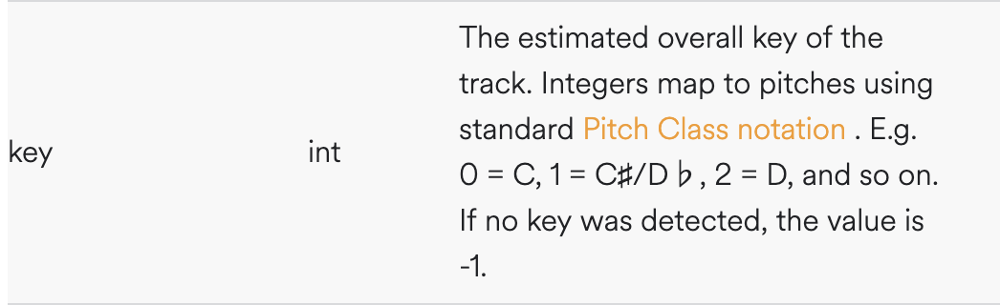 The estimated overall key of the
track. Integers map to pitches using
standard Pitch Class notation . E.g.
key int 0 = C, 1 = C♯/D♭, 2 = D, and so on.
If no key was detected, the value is
-1.